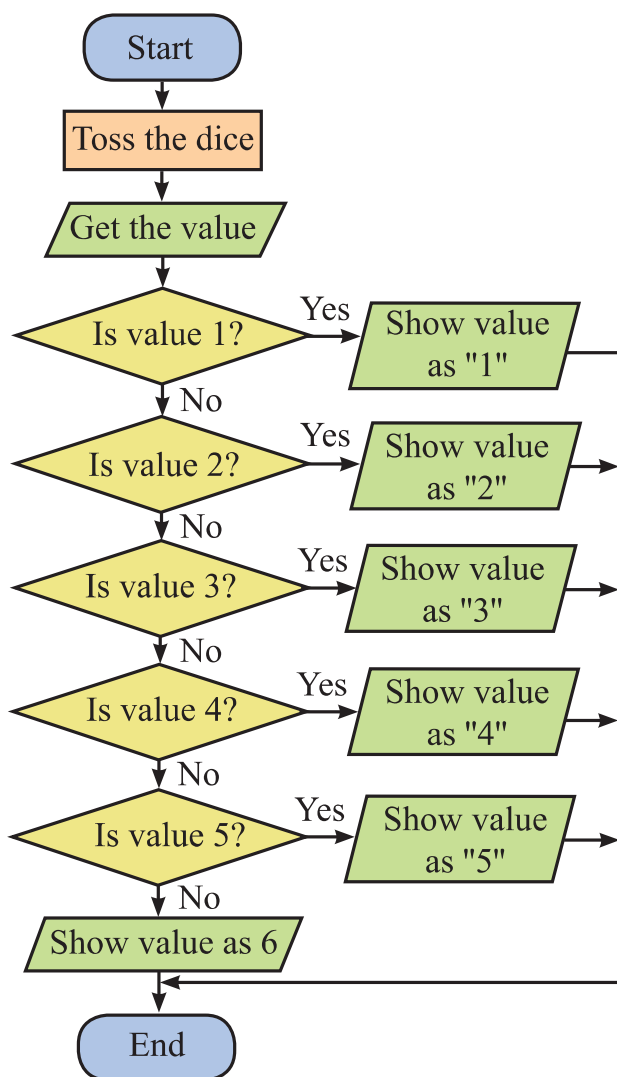 Start
Toss the dice
Get the value
Is value 1?
Yes
Show value
as "1"
No
Is value 2?
Yes
Show value
as "2"
No
Is value 3?
Yes
Show value
as "3"
No
Is value 4?
Yes
Show value
as "4"
No
Is value 5?
Yes
Show value
as "5"
No
Show value as 6
End